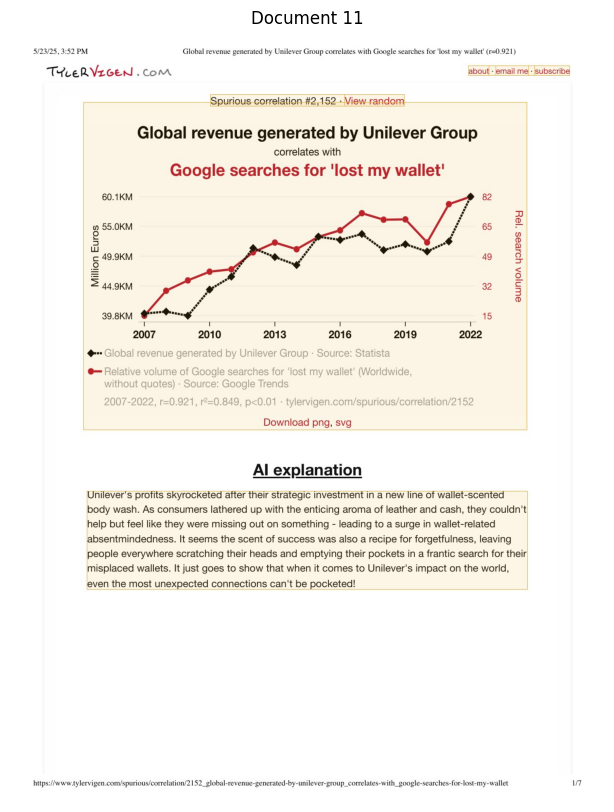 Document 11
5/23/25, 3:52 PM Global revenue generated by Unilever Group correlates with Google searches for 'lost my wallet' (r=0.921)
TYLERVIGEN.COM about · email me · subscribe
Spurious correlation #2,152 · View random
Global revenue generated by Unilever Group
correlates with
Google searches for 'lost my wallet'
60.1KM 82
55.0KM 65
49.9KM 49
44.9KM 32
39.8KM 15
Million Euros
Rel. search volume
2007 2010 2013 2016 2019 2022
Global revenue generated by Unilever Group · Source: Statista
Relative volume of Google searches for 'lost my wallet' (Worldwide,
without quotes) · Source: Google Trends
2007-2022, r=0.921, r²=0.849, p<0.01 · tylervigen.com/spurious/correlation/2152
Download png, svg
AI explanation
Unilever's profits skyrocketed after their strategic investment in a new line of wallet-scented
body wash. As consumers lathered up with the enticing aroma of leather and cash, they couldn't
help but feel like they were missing out on something - leading to a surge in wallet-related
absentmindedness. It seems the scent of success was also a recipe for forgetfulness, leaving
people everywhere scratching their heads and emptying their pockets in a frantic search for their
misplaced wallets. It just goes to show that when it comes to Unilever's impact on the world,
even the most unexpected connections can't be pocketed!
https://www.tylervigen.com/spurious/correlation/2152_global-revenue-generated-by-unilever-group_correlates-with_google-searches-for-lost-my-wallet 1/7